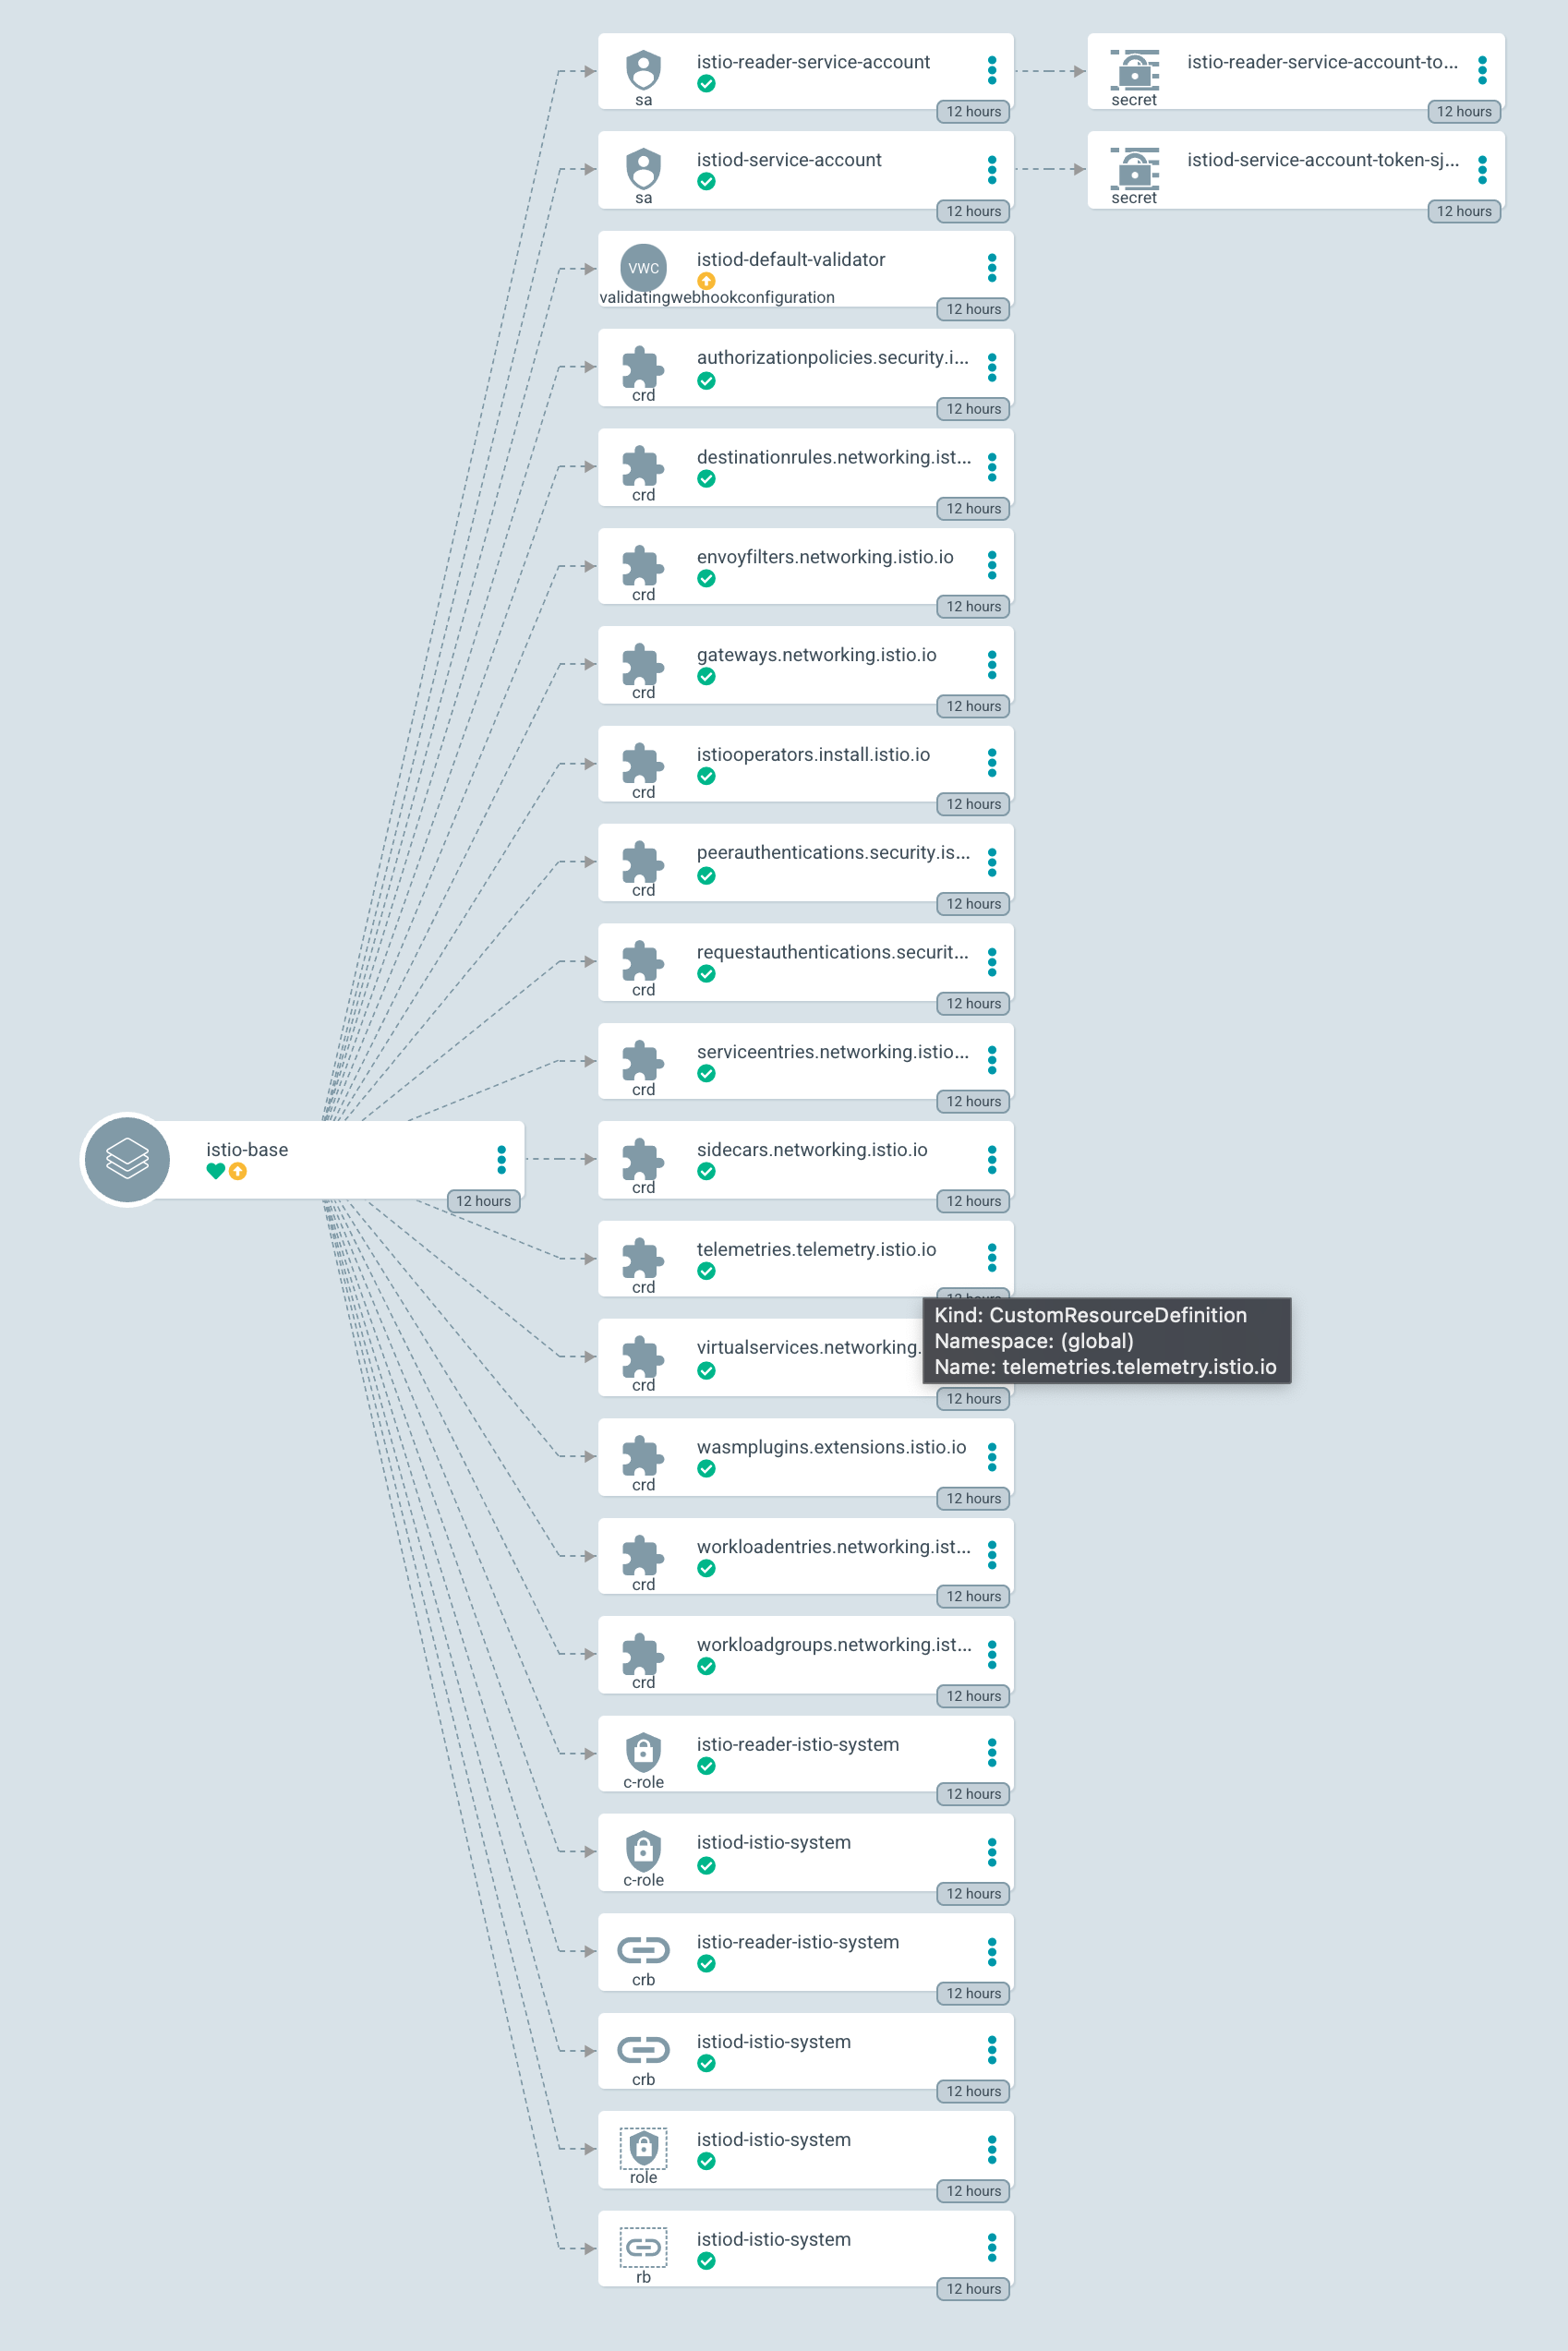 istio-reader-service-account
sa
12 hours
istio-reader-service-account-to...
secret
12 hours
istiod-service-account
sa
12 hours
istiod-service-account-token-sj...
secret
12 hours
VWC
istiod-default-validator
validatingwebhookconfiguration
12 hours
authorizationpolicies.security.i...
crd
12 hours
destinationrules.networking.ist...
crd
12 hours
envoyfilters.networking.istio.io
crd
12 hours
gateways.networking.istio.io
crd
12 hours
istiooperators.install.istio.io
crd
12 hours
peerauthentications.security.is...
crd
12 hours
requestauthentications.securit...
crd
12 hours
serviceentries.networking.istio...
crd
12 hours
istio-base
12 hours
sidecars.networking.istio.io
crd
12 hours
telemetries.telemetry.istio.io
crd
Kind: CustomResourceDefinition
Namespace: (global)
Name: telemetries.telemetry.istio.io
virtualservices.networking.
crd
12 hours
wasmplugins.extensions.istio.io
crd
12 hours
workloadentries.networking.ist...
crd
12 hours
workloadgroups.networking.ist...
crd
12 hours
istio-reader-istio-system
c-role
12 hours
istiod-istio-system
c-role
12 hours
istio-reader-istio-system
crb
12 hours
istiod-istio-system
crb
12 hours
istiod-istio-system
role
12 hours
istiod-istio-system
rb
12 hours